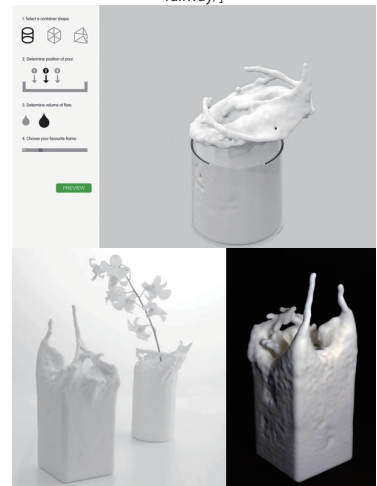 1. Select a container shape.
2. Determine position of pour.
3. Determine volume of flow.
4. Choose your favourite frame.
PREVIEW